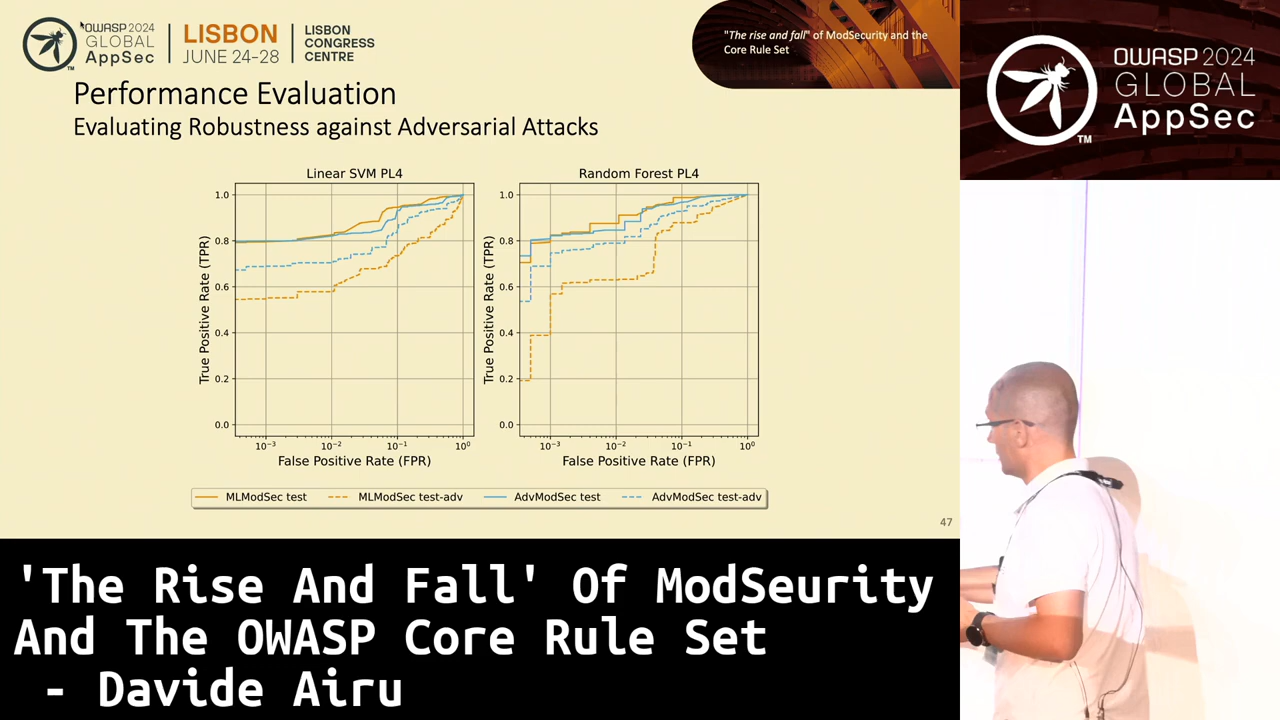 OWASP 2024
GLOBAL
AppSec
TM
LISBON
JUNE 24-28
LISBON
CONGRESS
CENTRE
"The rise and fall" of ModSecurity and the
Core Rule Set
OWASP 2024
GLOBAL
AppSec
TM
Performance Evaluation
Evaluating Robustness against Adversarial Attacks
Linear SVM PL4
True Positive Rate (TPR)
1.0
0.8
0.6
0.4
0.2
0.0
10⁻³ 10⁻² 10⁻¹ 10⁰
False Positive Rate (FPR)
Random Forest PL4
True Positive Rate (TPR)
1.0
0.8
0.6
0.4
0.2
0.0
10⁻³ 10⁻² 10⁻¹ 10⁰
False Positive Rate (FPR)
MLModSec test MLModSec test-adv AdvModSec test AdvModSec test-adv
47
'The Rise And Fall' Of ModSeurity
And The OWASP Core Rule Set
- Davide Airu